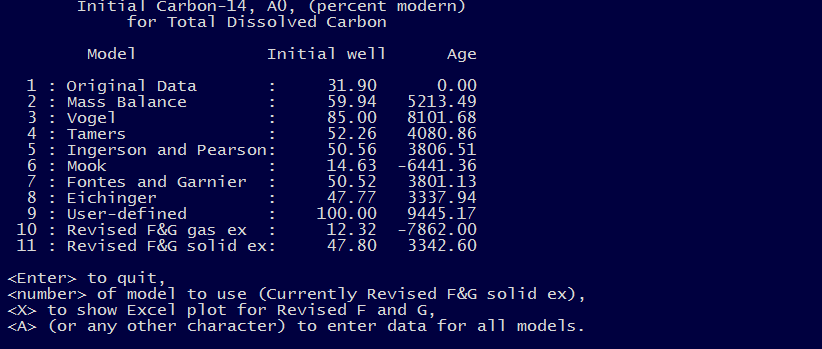 Initial Carbon-14, A0, (percent modern)
for Total Dissolved Carbon
Model Initial well Age
1 : Original Data : 31.90 0.00
2 : Mass Balance : 59.94 5213.49
3 : Vogel : 85.00 8101.68
4 : Tamers : 52.26 4080.86
5 : Ingerson and Pearson: 50.56 3806.51
6 : Mook : 14.63 -6441.36
7 : Fontes and Garnier : 50.52 3801.13
8 : Eichinger : 47.77 3337.94
9 : User-defined : 100.00 9445.17
10 : Revised F&G gas ex : 12.32 -7862.00
11 : Revised F&G solid ex: 47.80 3342.60
<Enter> to quit,
<number> of model to use (Currently Revised F&G solid ex),
<X> to show Excel plot for Revised F and G,
<A> (or any other character) to enter data for all models.